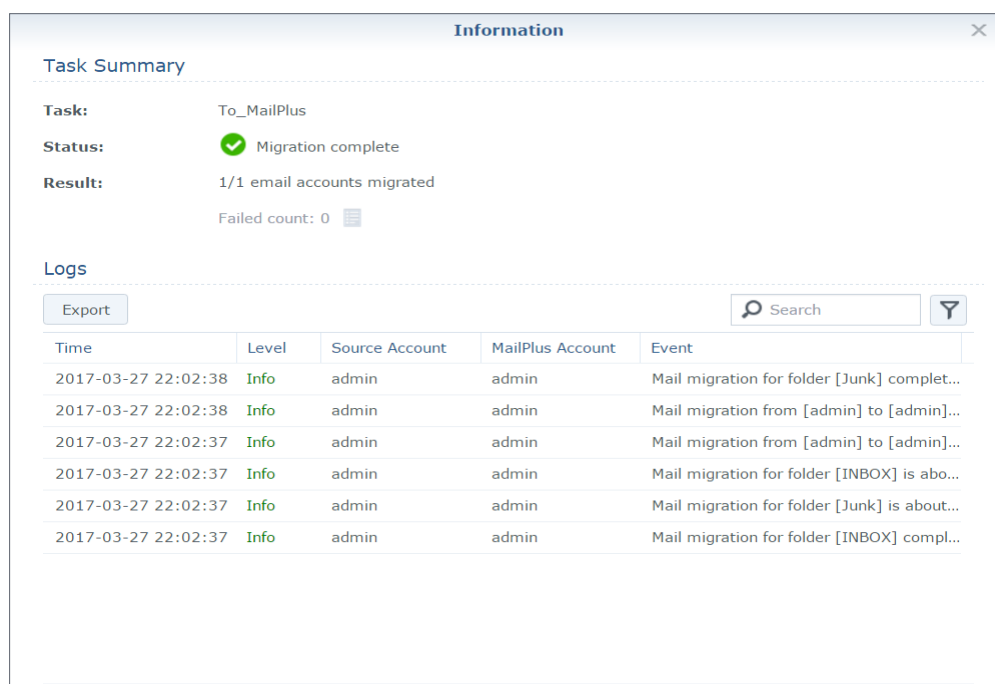 Information
Task Summary
Task: To_MailPlus
Status: Migration complete
Result: 1/1 email accounts migrated
Failed count: 0
Logs
Export Search
Time Level Source Account MailPlus Account Event
2017-03-27 22:02:38 Info admin admin Mail migration for folder [Junk] complet...
2017-03-27 22:02:38 Info admin admin Mail migration from [admin] to [admin]...
2017-03-27 22:02:37 Info admin admin Mail migration from [admin] to [admin]...
2017-03-27 22:02:37 Info admin admin Mail migration for folder [INBOX] is abo...
2017-03-27 22:02:37 Info admin admin Mail migration for folder [Junk] is about...
2017-03-27 22:02:37 Info admin admin Mail migration for folder [INBOX] compl...